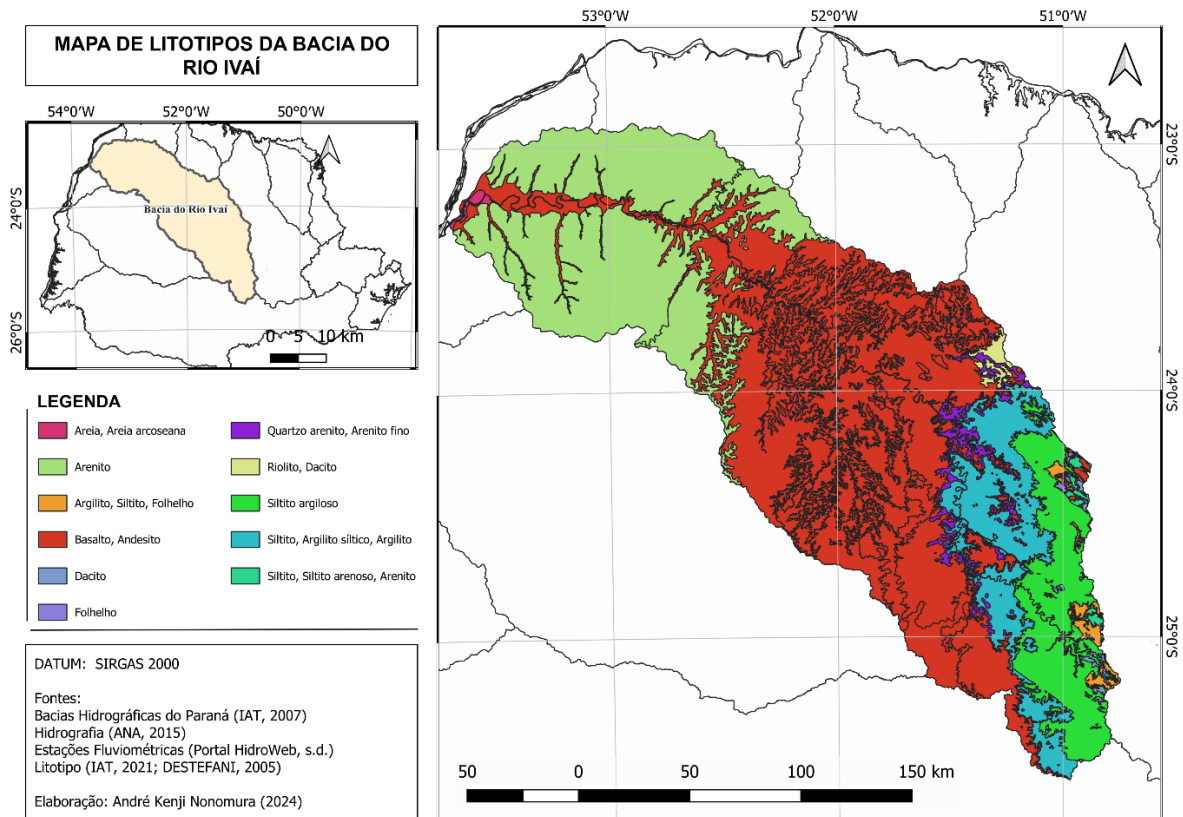 MAPA DE LITOTIPOS DA BACIA DO
RIO IVAÍ
54°0'W 52°0'W 50°0'W
24°0'S
26°0'S
Bacia do Rio Ivaí
0 5 10 km
LEGENDA
Areia, Areia arcoseana
Arenito
Argilito, Siltito, Folhelho
Basalto, Andesito
Dacito
Folhelho
Quartzo arenito, Arenito fino
Riolito, Dacito
Siltito argiloso
Siltito, Argilito síltico, Argilito
Siltito, Siltito arenoso, Arenito
DATUM: SIRGAS 2000
Fontes:
Bacias Hidrográficas do Paraná (IAT, 2007)
Hidrografia (ANA, 2015)
Estações Fluviométricas (Portal HidroWeb, s.d.)
Litotipo (IAT, 2021; DESTEFANI, 2005)
Elaboração: André Kenji Nonomura (2024)
53°0'W 52°0'W 51°0'W
23°0'S
24°0'S
25°0'S
50 0 50 100 150 km